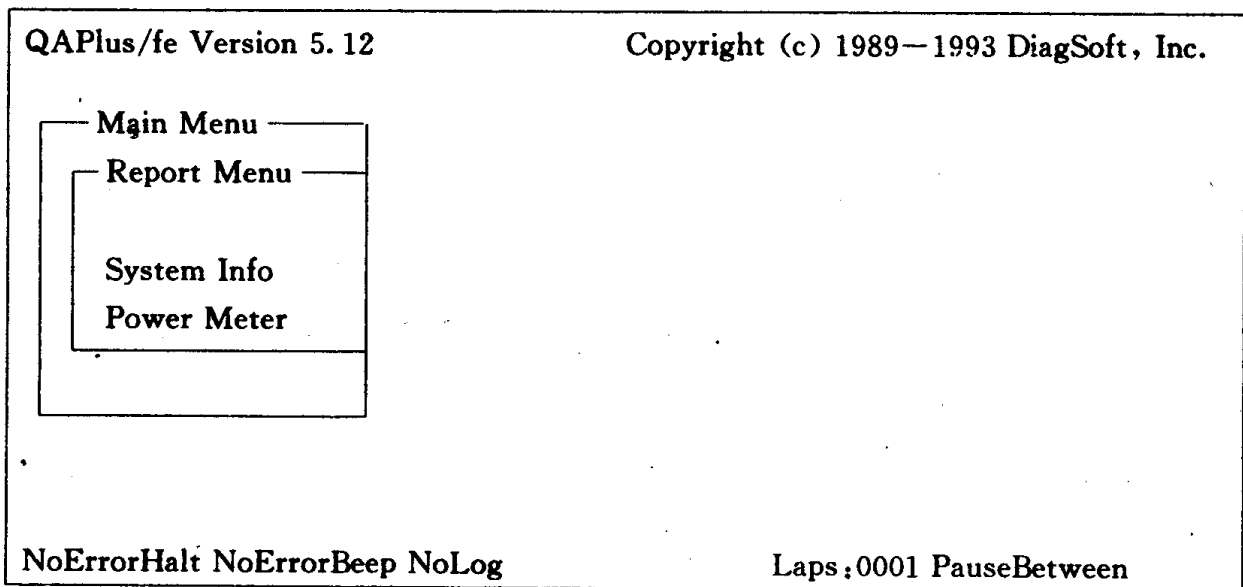 QAPlus/fe Version 5.12 Copyright (c) 1989—1993 DiagSoft, Inc.
Main Menu
Report Menu
System Info
Power Meter
NoErrorHalt NoErrorBeep NoLog Laps:0001 PauseBetween